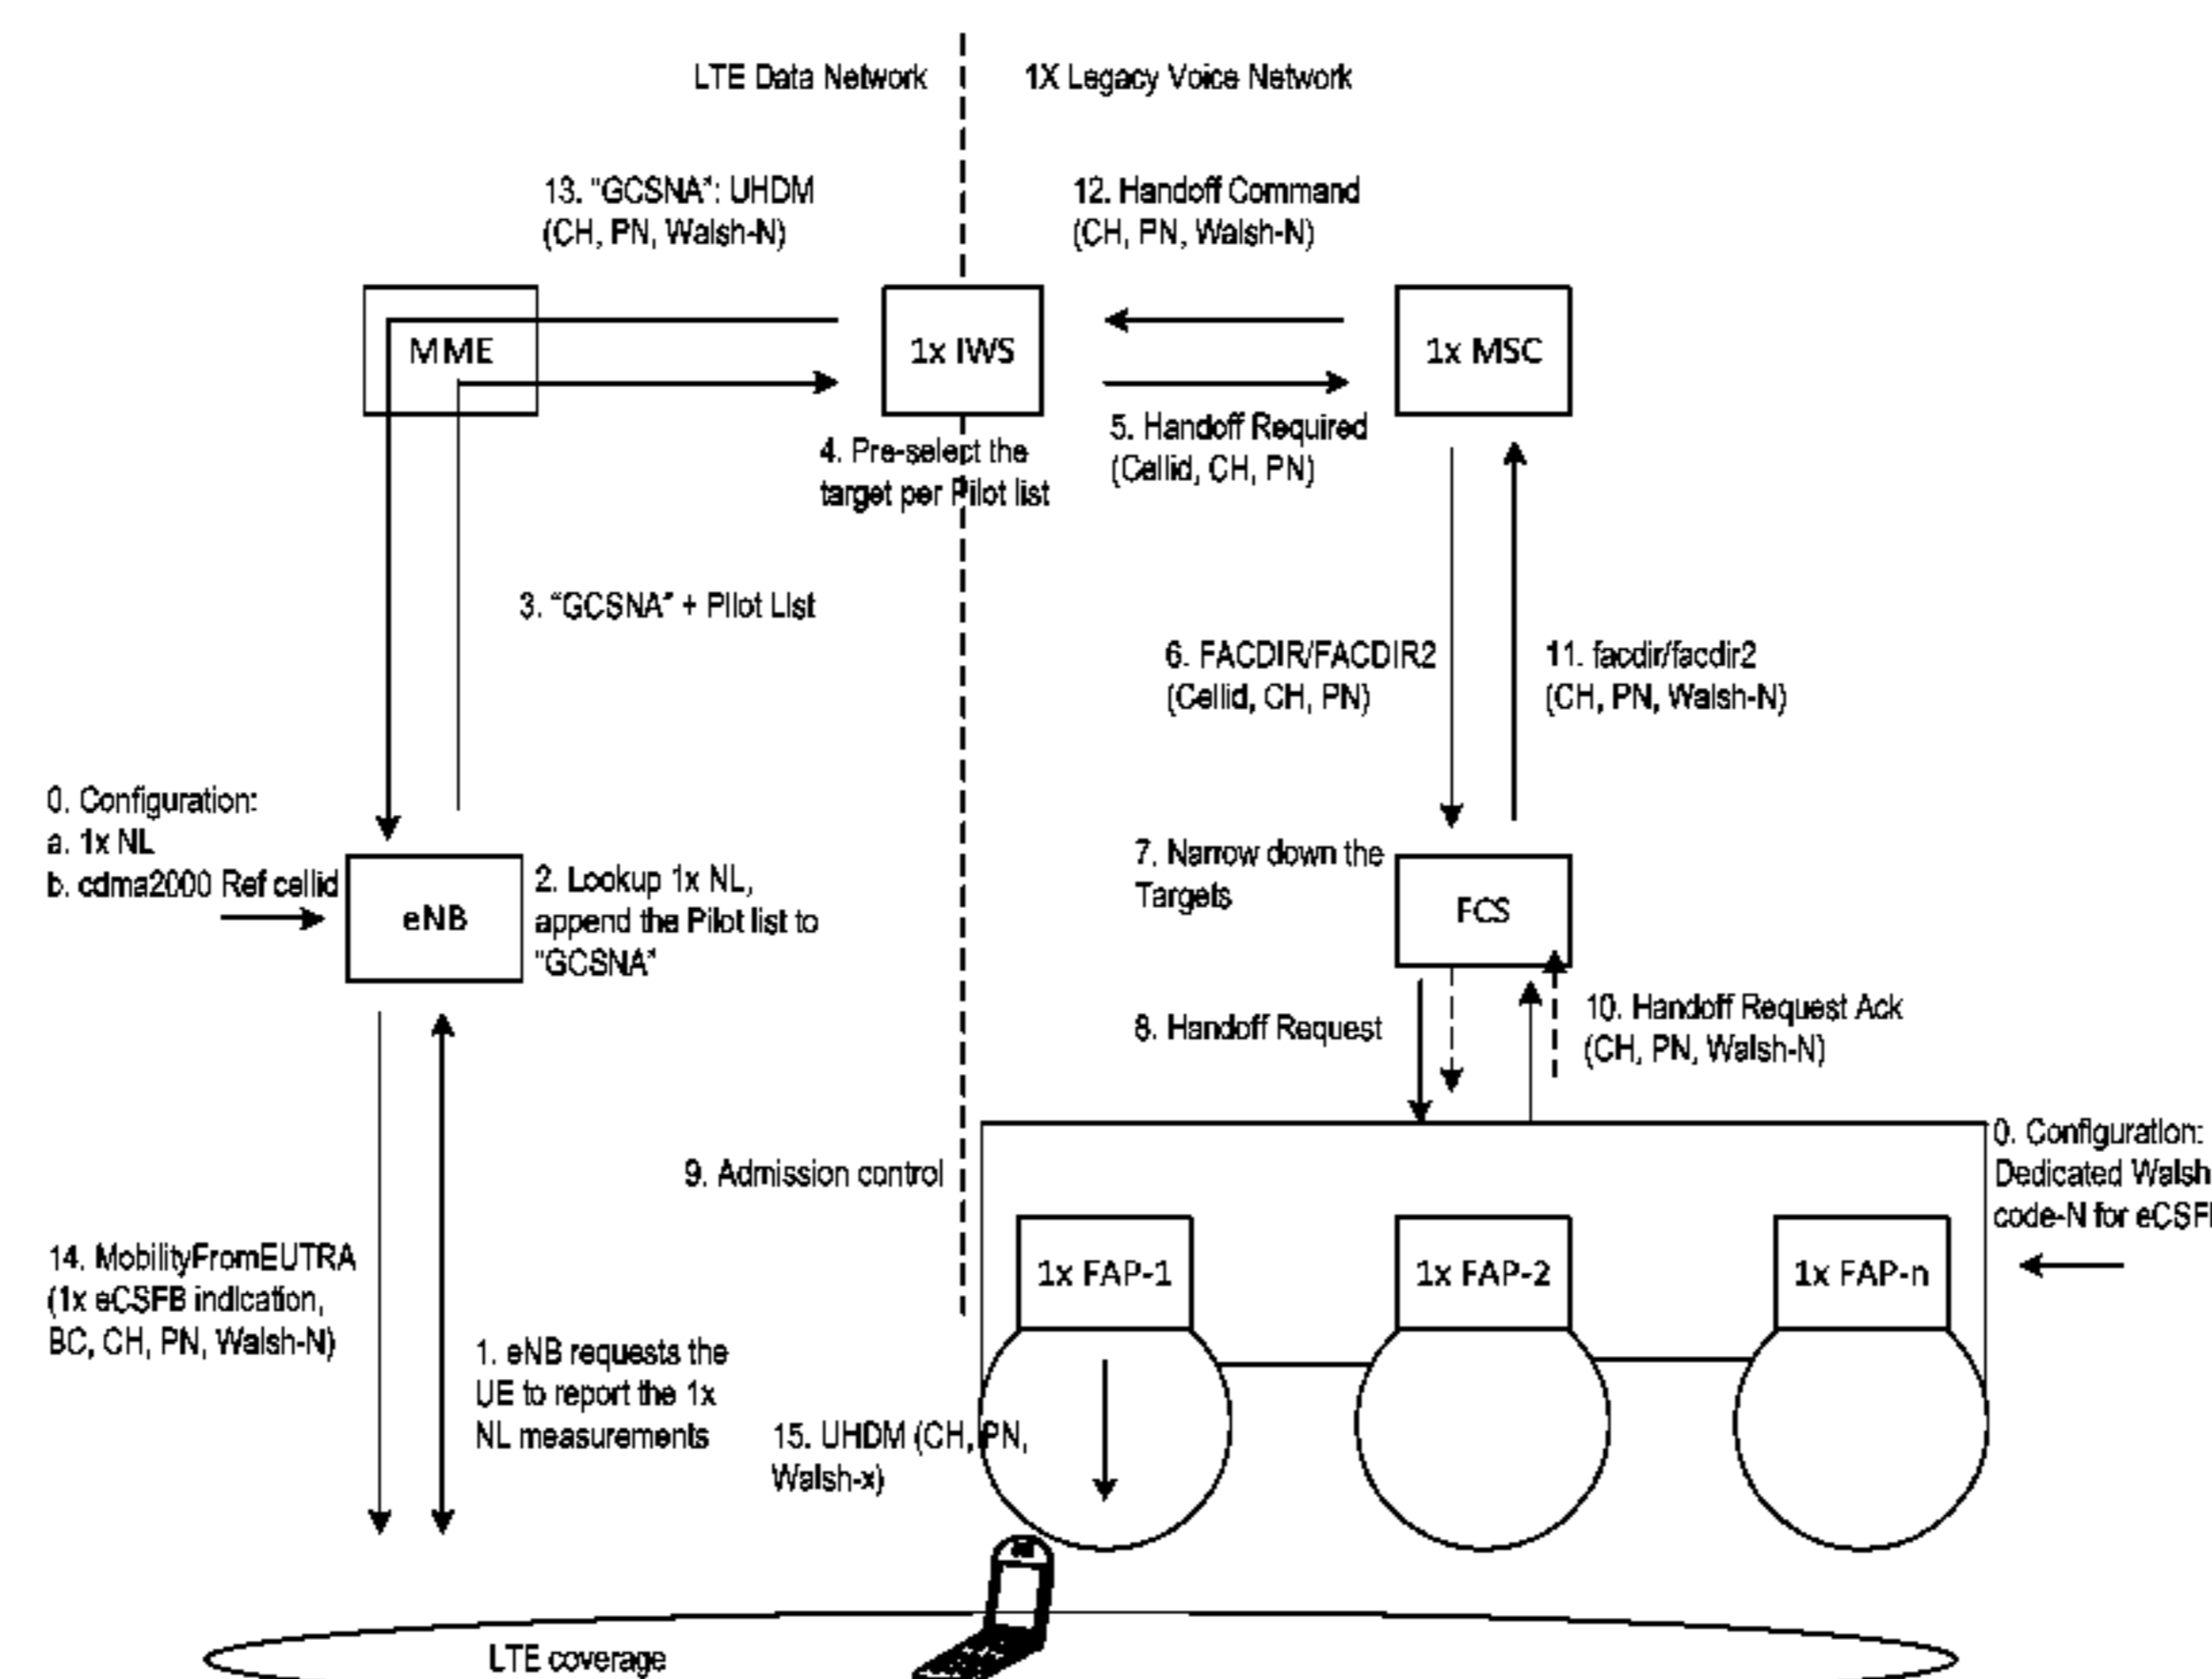 LTE Data Network
1X Legacy Voice Network
13. "GCSNA": UHDM
(CH, PN, Walsh-N)
12. Handoff Command
(CH, PN, Walsh-N)
MME
1x IWS
1x MSC
4. Pre-select the
target per Pilot list
5. Handoff Required
(Cellid, CH, PN)
3. "GCSNA" + Pilot List
6. FACDIR/FACDIR2
(Cellid, CH, PN)
11. facdir/facdir2
(CH, PN, Walsh-N)
0. Configuration:
a. 1x NL
b. cdma2000 Ref cellid
eNB
2. Lookup 1x NL,
append the Pilot list to
"GCSNA"
7. Narrow down the
Targets
FCS
8. Handoff Request
10. Handoff Request Ack
(CH, PN, Walsh-N)
9. Admission control
0. Configuration:
Dedicated Walsh
code-N for eCSF
1x FAP-1
1x FAP-2
1x FAP-n
14. MobilityFromEUTRA
(1x eCSFB indication,
BC, CH, PN, Walsh-N)
1. eNB requests the
UE to report the 1x
NL measurements
15. UHDM (CH, PN,
Walsh-x)
LTE coverage